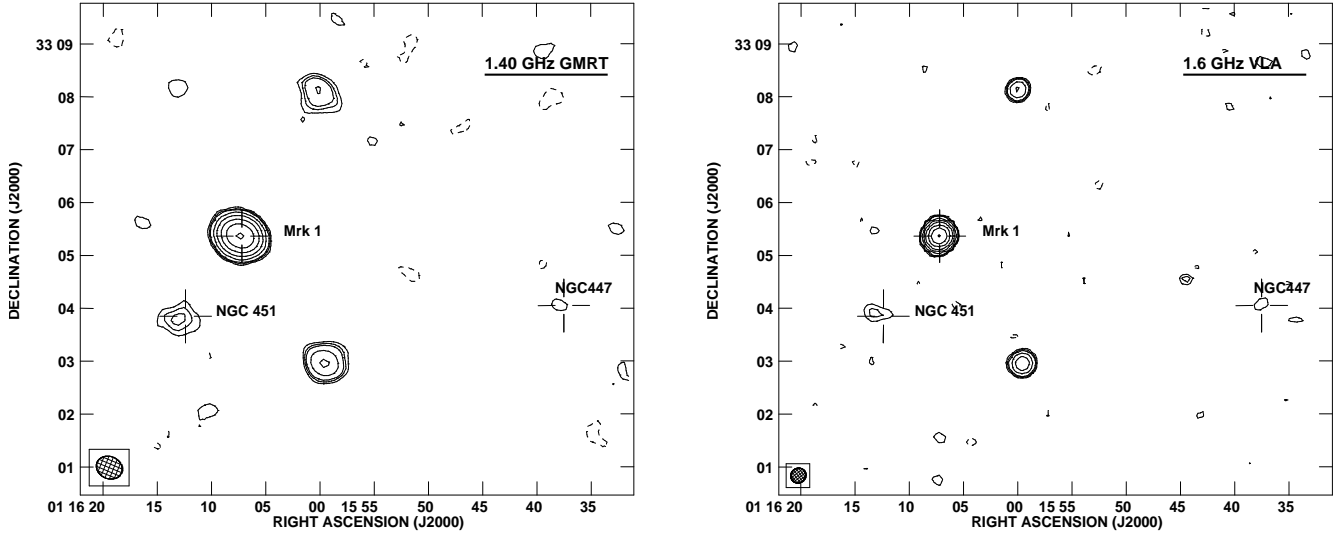 33 09
08
07
06
05
04
03
02
01
DECLINATION (J2000)
1.40 GHz GMRT
Mrk 1
NGC 451
NGC447
01 16 20 15 10 05 00 15 55 50 45 40 35
RIGHT ASCENSION (J2000)
33 09
08
07
06
05
04
03
02
01
DECLINATION (J2000)
1.6 GHz VLA
Mrk 1
NGC 451
NGC447
01 16 20 15 10 05 00 15 55 50 45 40 35
RIGHT ASCENSION (J2000)